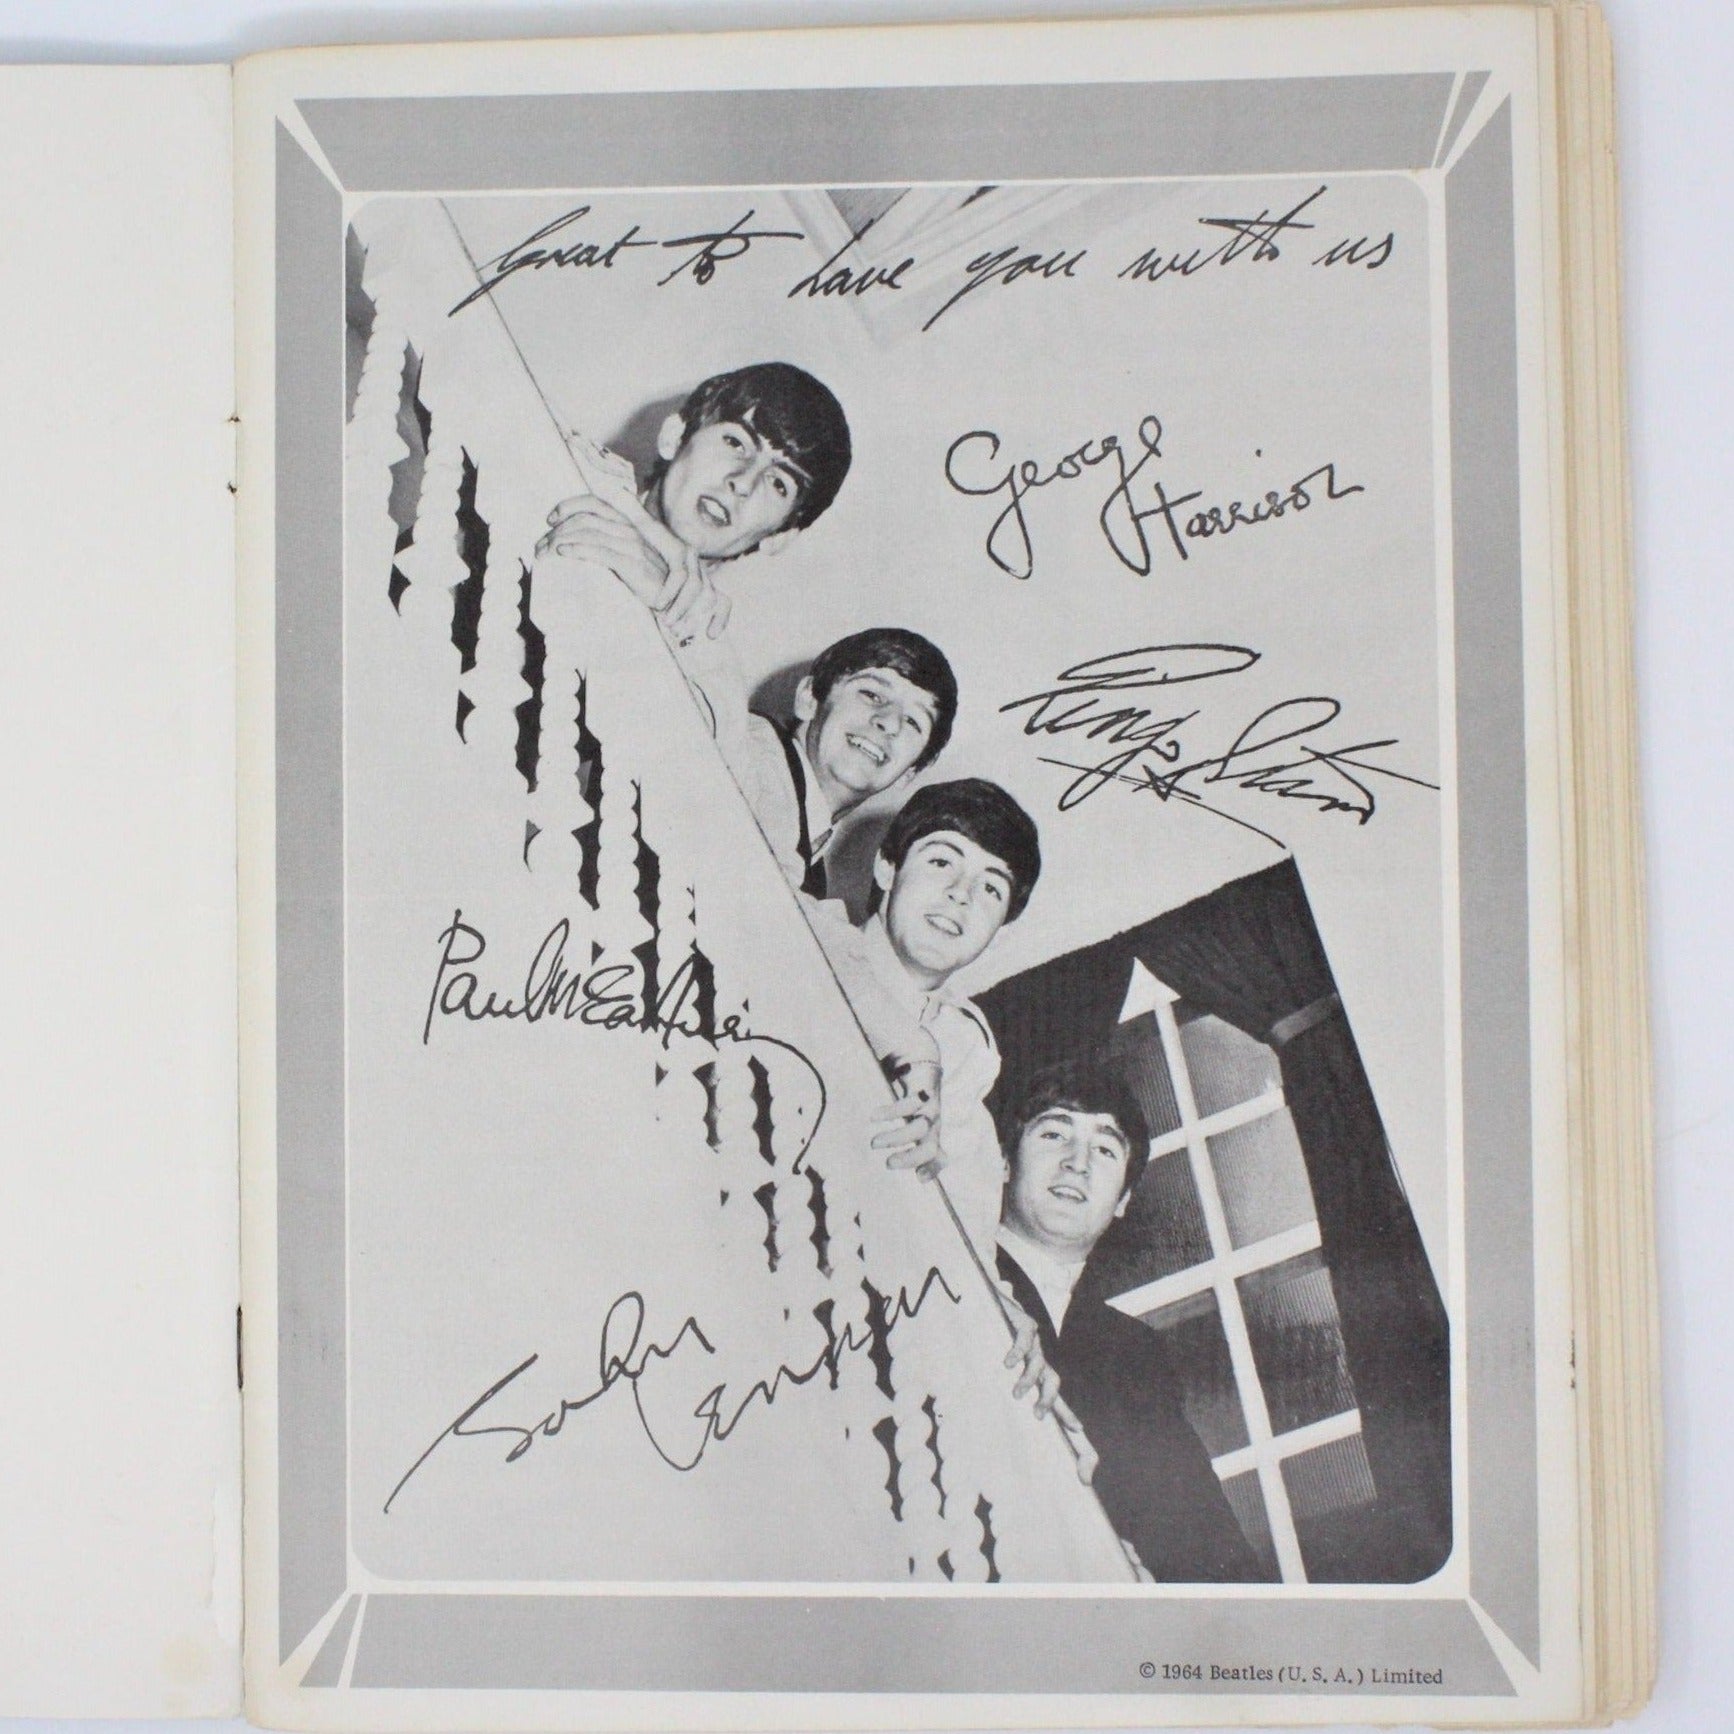 Great to have you with us
George
Harrison
Ringo Starr
Paul McCartney
John Lennon
© 1964 Beatles (U. S. A.) Limited